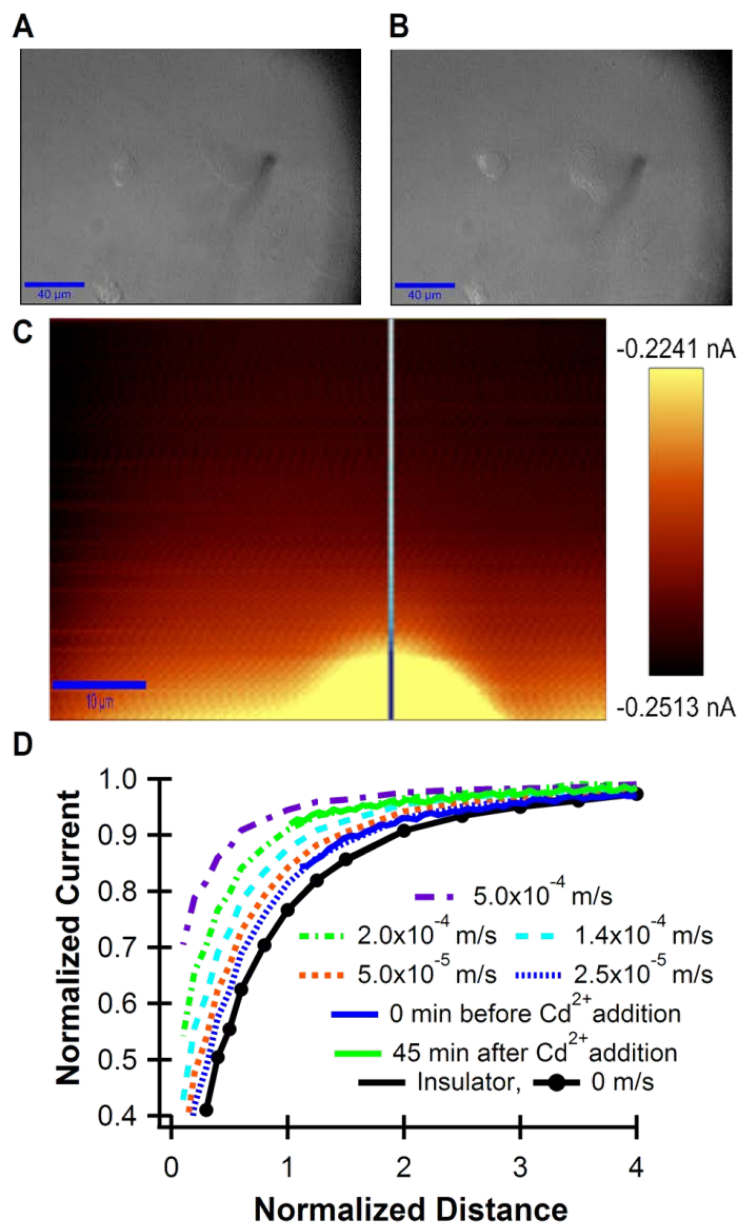 A
B
40 μm
40 μm
C
-0.2241 nA
10 μm
-0.2513 nA
D
1.0
0.9
0.8
0.7
0.6
0.5
0.4
Normalized Current
5.0x10⁻⁴ m/s
2.0x10⁻⁴ m/s 1.4x10⁻⁴ m/s
5.0x10⁻⁵ m/s 2.5x10⁻⁵ m/s
0 min before Cd²⁺ addition
45 min after Cd²⁺ addition
Insulator, 0 m/s
0 1 2 3 4
Normalized Distance